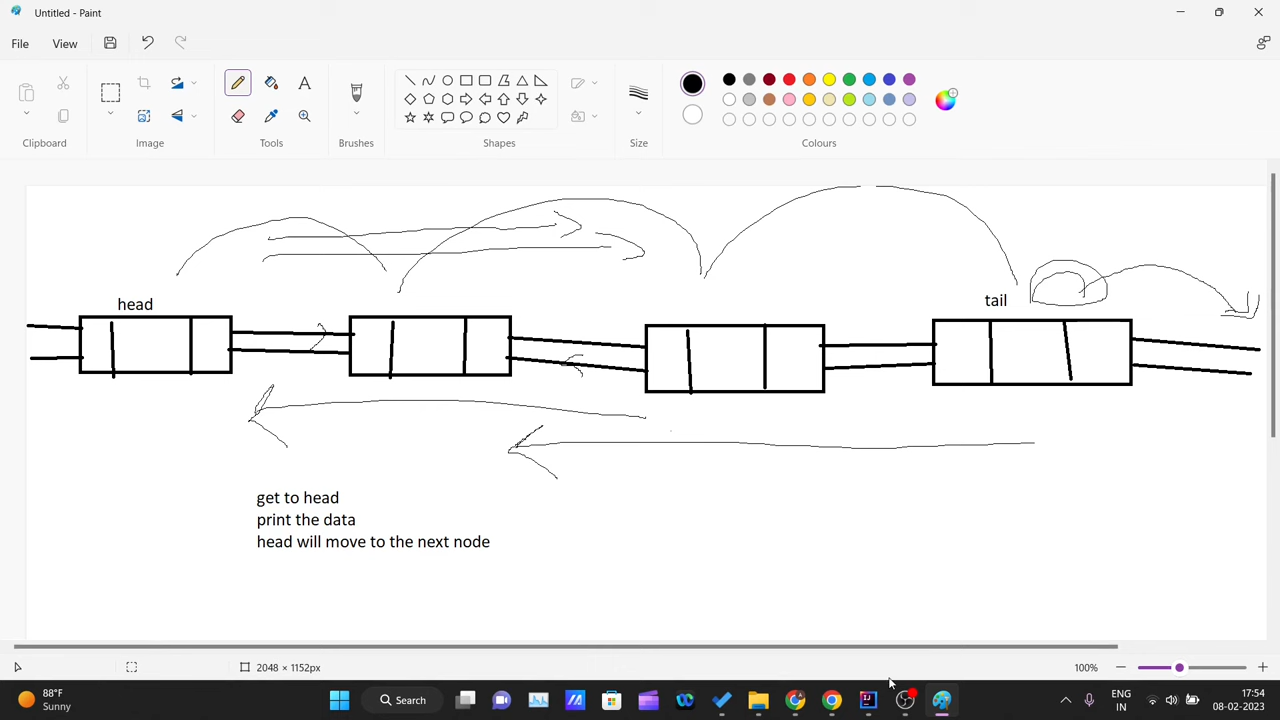 Untitled - Paint
File
View
Clipboard
Image
Tools
Brushes
Shapes
Size
Colours
head
tail
get to head
print the data
head will move to the next node
2048 × 1152px
100%
88°F
Sunny
Search
ENG
IN
17:54
08-02-2023